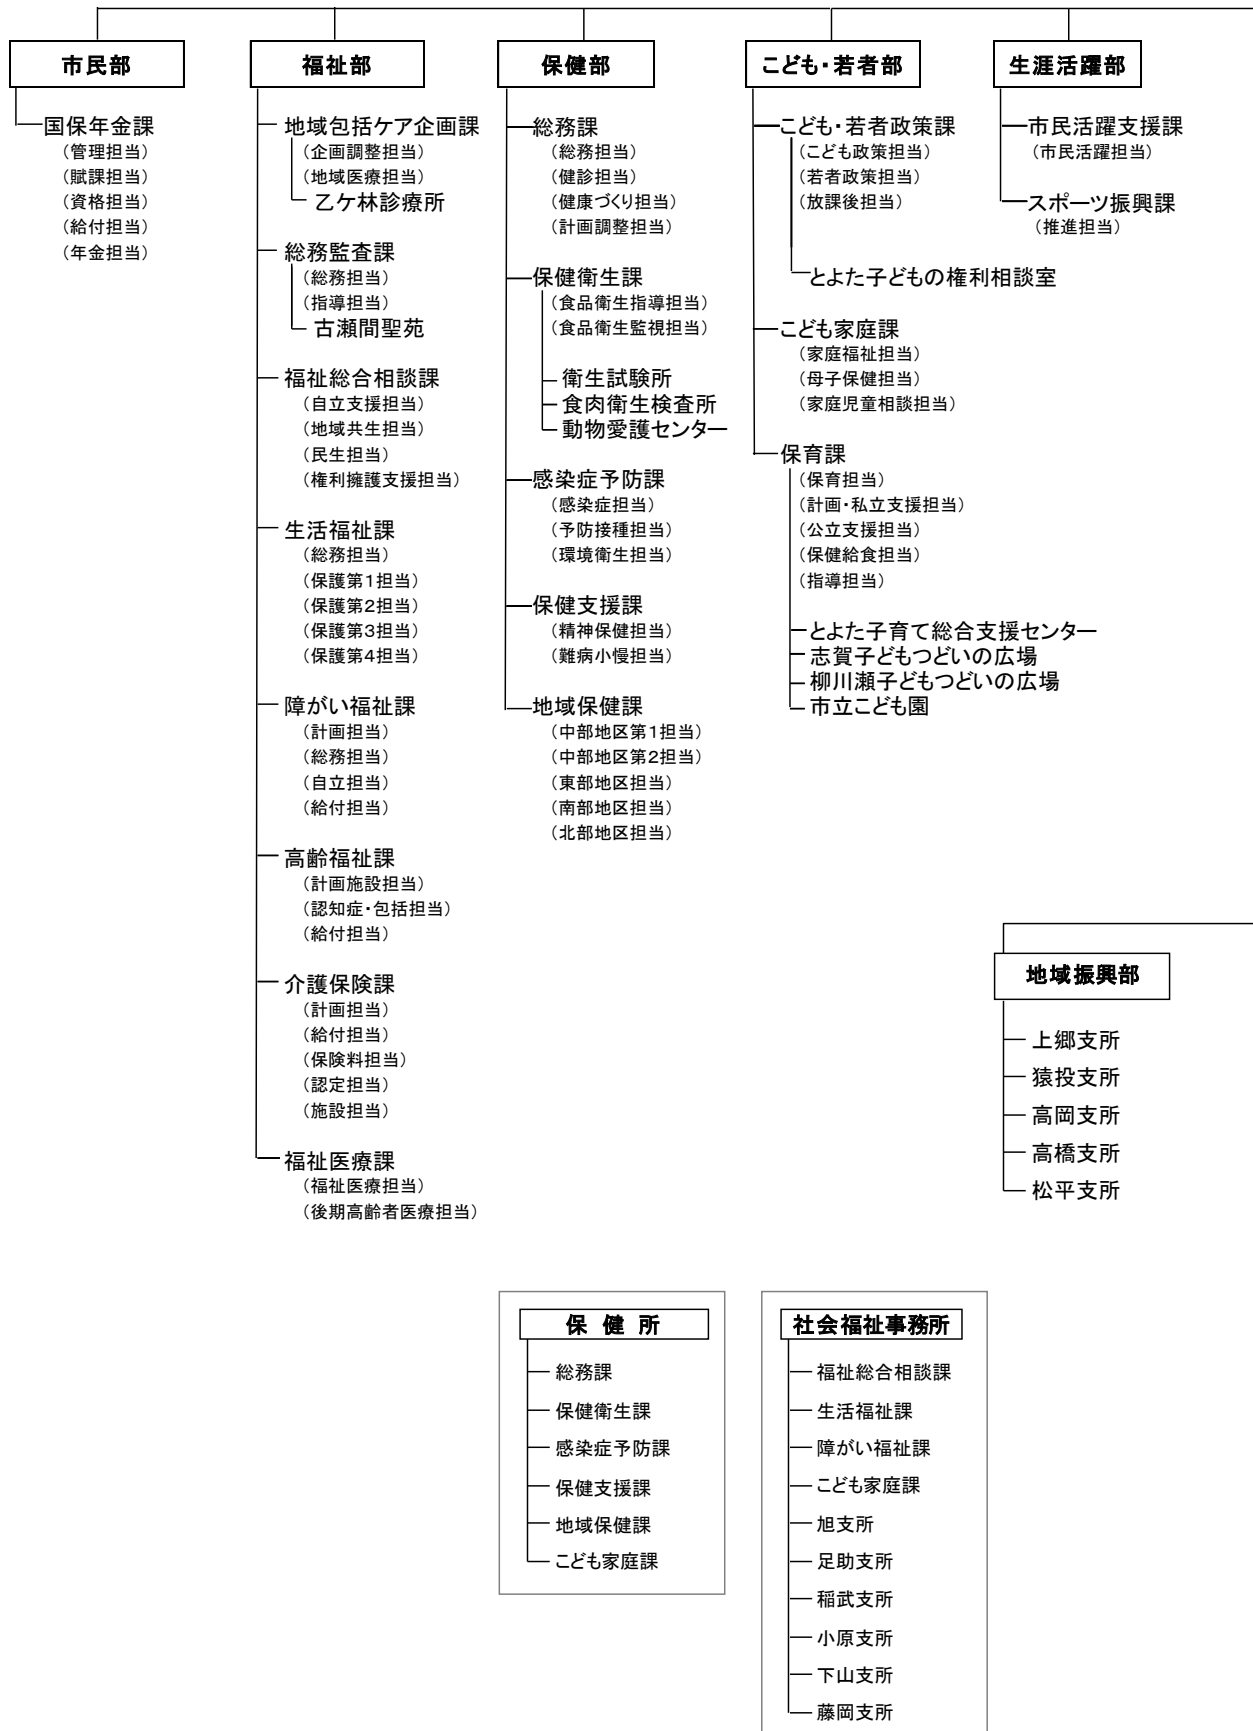 市民部
国保年金課
（管理担当）
（賦課担当）
（資格担当）
（給付担当）
（年金担当）
福祉部
地域包括ケア企画課
（企画調整担当）
（地域医療担当）
乙ケ林診療所
総務監査課
（総務担当）
（指導担当）
古瀬間聖苑
福祉総合相談課
（自立支援担当）
（地域共生担当）
（民生担当）
（権利擁護支援担当）
生活福祉課
（総務担当）
（保護第1担当）
（保護第2担当）
（保護第3担当）
（保護第4担当）
障がい福祉課
（計画担当）
（総務担当）
（自立担当）
（給付担当）
高齢福祉課
（計画施設担当）
（認知症・包括担当）
（給付担当）
介護保険課
（計画担当）
（給付担当）
（保険料担当）
（認定担当）
（施設担当）
福祉医療課
（福祉医療担当）
（後期高齢者医療担当）
保健部
総務課
（総務担当）
（健診担当）
（健康づくり担当）
（計画調整担当）
保健衛生課
（食品衛生指導担当）
（食品衛生監視担当）
衛生試験所
食肉衛生検査所
動物愛護センター
感染症予防課
（感染症担当）
（予防接種担当）
（環境衛生担当）
保健支援課
（精神保健担当）
（難病小慢担当）
地域保健課
（中部地区第1担当）
（中部地区第2担当）
（東部地区担当）
（南部地区担当）
（北部地区担当）
こども・若者部
こども・若者政策課
（こども政策担当）
（若者政策担当）
（放課後担当）
とよた子どもの権利相談室
こども家庭課
（家庭福祉担当）
（母子保健担当）
（家庭児童相談担当）
保育課
（保育担当）
（計画・私立支援担当）
（公立支援担当）
（保健給食担当）
（指導担当）
とよた子育て総合支援センター
志賀子どもつどいの広場
柳川瀬子どもつどいの広場
市立こども園
生涯活躍部
市民活躍支援課
（市民活躍担当）
スポーツ振興課
（推進担当）
地域振興部
上郷支所
猿投支所
高岡支所
高橋支所
松平支所
保健所
総務課
保健衛生課
感染症予防課
保健支援課
地域保健課
こども家庭課
社会福祉事務所
福祉総合相談課
生活福祉課
障がい福祉課
こども家庭課
旭支所
足助支所
稲武支所
小原支所
下山支所
藤岡支所